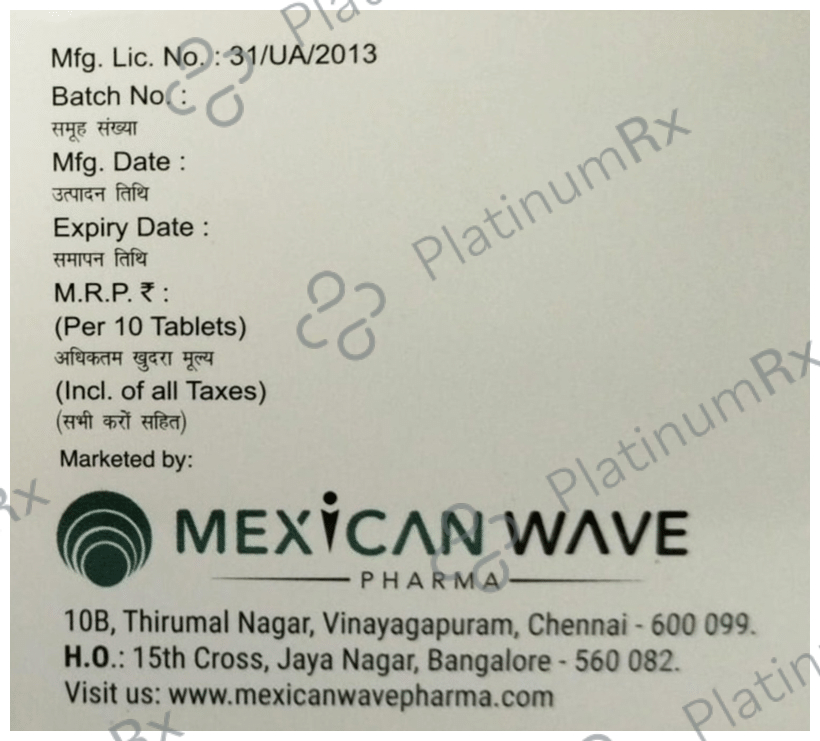 Mfg. Lic. No. : 31/UA/2013
Batch No. :
समूह संख्या
Mfg. Date :
उत्पादन तिथि
Expiry Date :
समापन तिथि
M.R.P. ₹ :
(Per 10 Tablets)
अधिकतम खुदरा मूल्य
(Incl. of all Taxes)
(सभी करों सहित)
Marketed by:
MEXICAN WAVE
PHARMA
10B, Thirumal Nagar, Vinayagapuram, Chennai - 600 099.
H.O.: 15th Cross, Jaya Nagar, Bangalore - 560 082.
Visit us: www.mexicanwavepharma.com
PlatinumRx
PlatinumRx